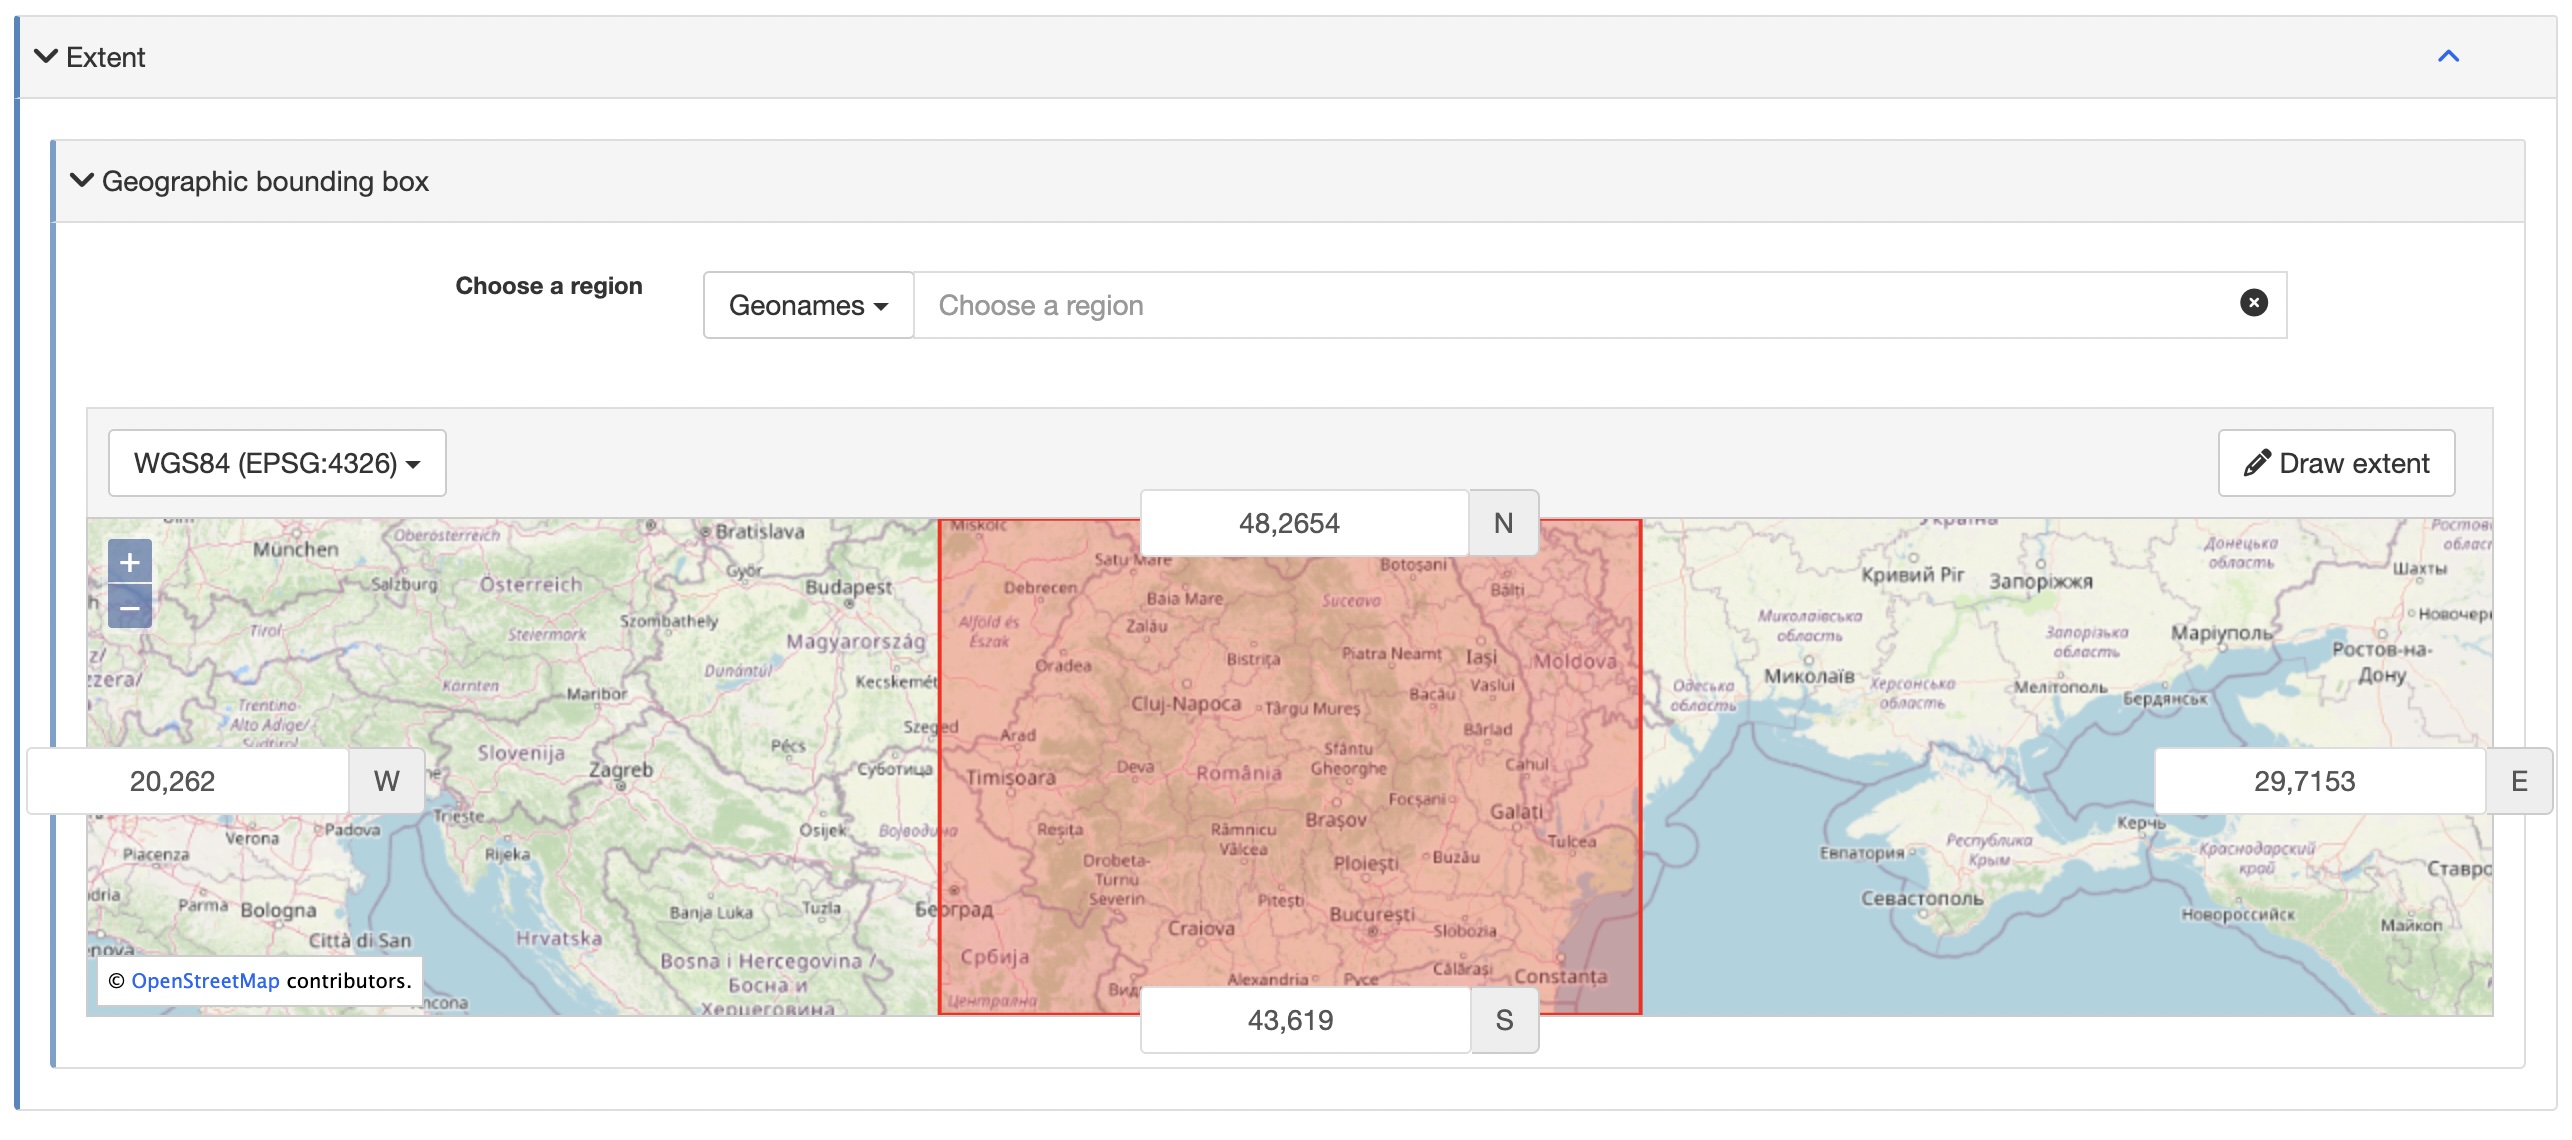 Extent
Geographic bounding box
Choose a region
Geonames
Choose a region
WGS84 (EPSG:4326)
Draw extent
48,2654 N
Miskolc
Україна
München
Oberösterreich
Bratislava
Salzburg
Österreich
Győr
Budapest
Satu Mare
Debrecen
Baia Mare
Suceava
Botoșani
Bălți
Кривий Ріг
Запоріжжя
Донецька
область
Шахты
+
−
Tirol
Steiermark
Szombathely
Magyarország
Alföld és
Észak
Zalău
Миколаївська
область
Запорізька
область
Маріуполь
Ростов-на-
Дону
Kärnten
Maribor
Dunántúl
Kecskemét
Oradea
Bistrița
Piatra Neamț
Iași
Moldova
Миколаїв
Одеська
область
Херсонська
область
Мелітополь
Бердянськ
Trentino
Alto Adige/
Cluj-Napoca
Târgu Mureș
Bacău
Vaslui
Szeged
Arad
Bârlad
Slovenija
Zagreb
Pécs
Суботица
Timișoara
Deva
România
Sfântu
Gheorghe
Cahul
20,262 W
29,7153 E
Trieste
Verona
Padova
Osijek
Војводина
Reșița
Râmnicu
Vâlcea
Brașov
Focșani
Galați
Tulcea
Керчь
Piacenza
Rijeka
Drobeta-
Turnu
Severin
Ploiești
Buzău
Евпатория
Республика
Крым
Краснодарский
край
Parma
Bologna
Banja Luka
Tuzla
Београд
Pitești
București
Севастополь
Новороссийск
Майкоп
Città di San
Hrvatska
Craiova
Slobozia
Bosna i Hercegovina /
Босна и
Херцеговина
Србија
Централна
Alexandria
Русе
Călărași
Constanța
© OpenStreetMap contributors.
43,619 S